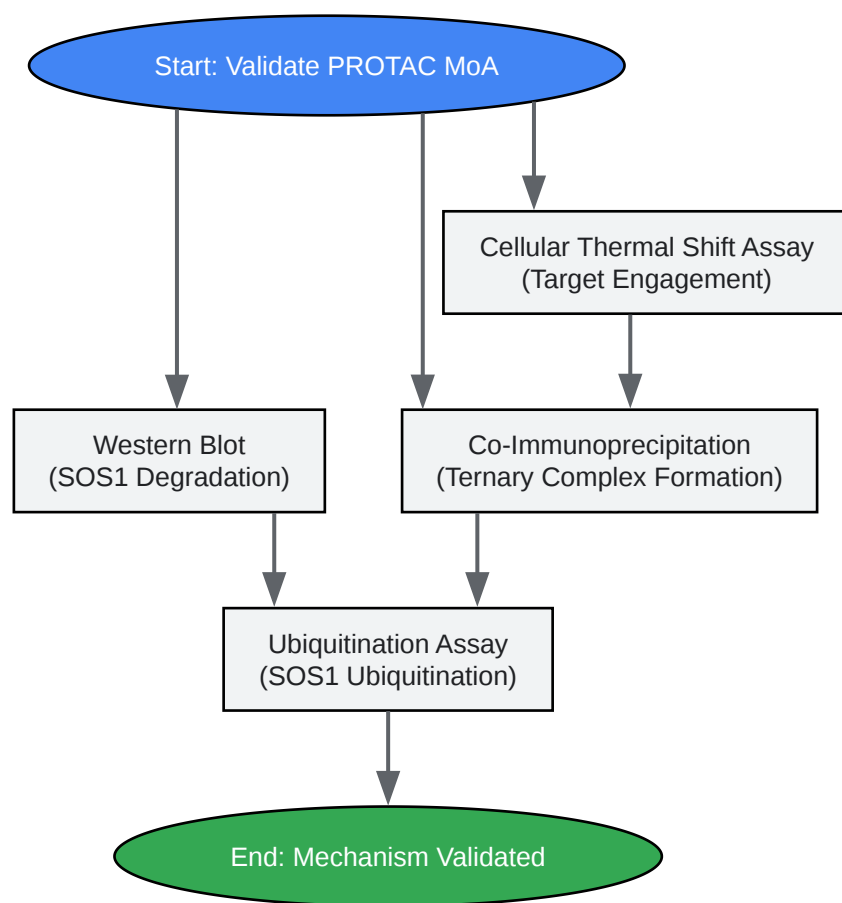 Start: Validate PROTAC MoA
Cellular Thermal Shift Assay
(Target Engagement)
Western Blot
(SOS1 Degradation)
Co-Immunoprecipitation
(Ternary Complex Formation)
Ubiquitination Assay
(SOS1 Ubiquitination)
End: Mechanism Validated